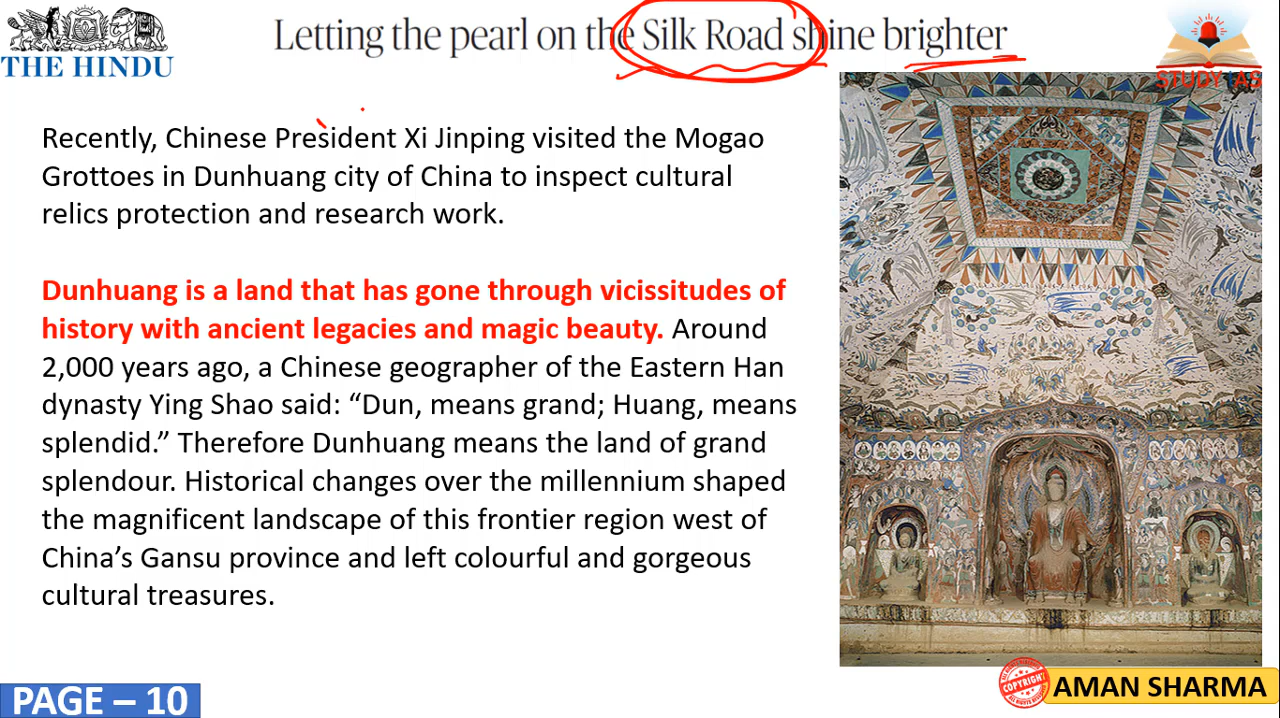 Letting the pearl on the Silk Road shine brighter
THE HINDU
STUDY IAS
Recently, Chinese President Xi Jinping visited the Mogao
Grottoes in Dunhuang city of China to inspect cultural
relics protection and research work.
Dunhuang is a land that has gone through vicissitudes of
history with ancient legacies and magic beauty. Around
2,000 years ago, a Chinese geographer of the Eastern Han
dynasty Ying Shao said: “Dun, means grand; Huang, means
splendid.” Therefore Dunhuang means the land of grand
splendour. Historical changes over the millennium shaped
the magnificent landscape of this frontier region west of
China’s Gansu province and left colourful and gorgeous
cultural treasures.
PAGE – 10
COPYRIGHT
AMAN SHARMA